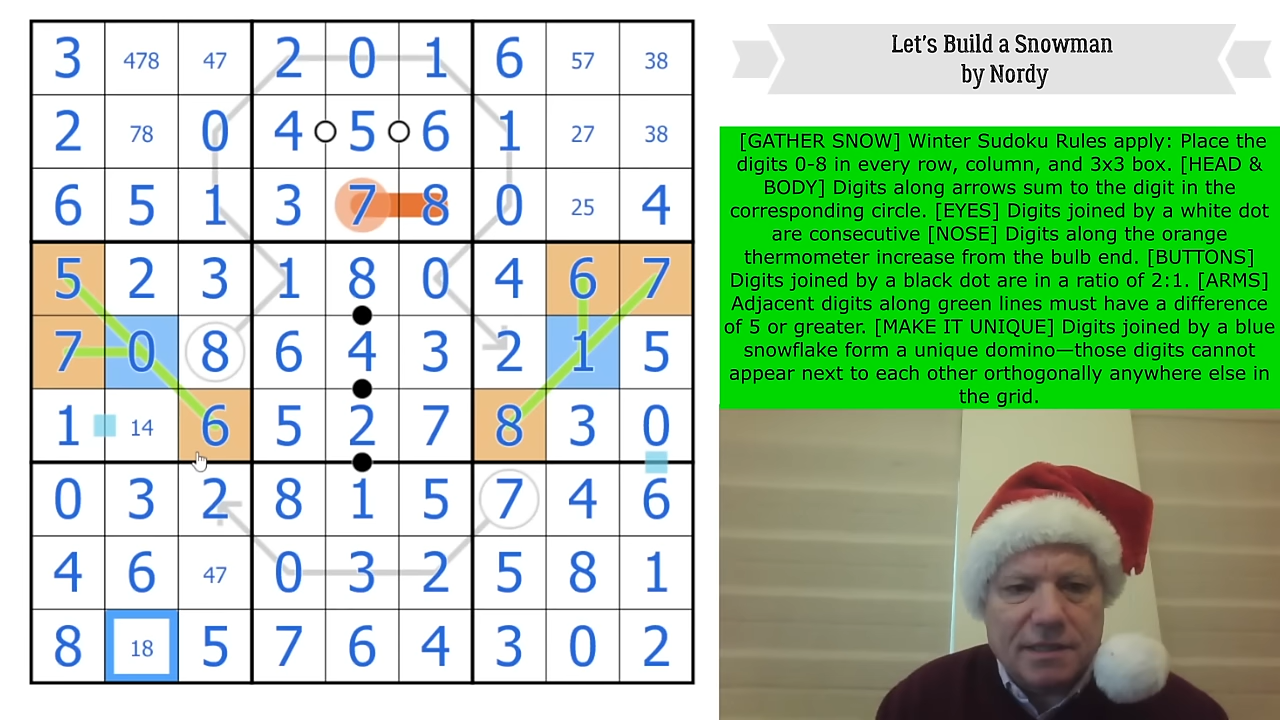 Let's Build a Snowman
by Nordy
[GATHER SNOW] Winter Sudoku Rules apply: Place the
digits 0-8 in every row, column, and 3x3 box. [HEAD &
BODY] Digits along arrows sum to the digit in the
corresponding circle. [EYES] Digits joined by a white dot
are consecutive [NOSE] Digits along the orange
thermometer increase from the bulb end. [BUTTONS]
Digits joined by a black dot are in a ratio of 2:1. [ARMS]
Adjacent digits along green lines must have a difference
of 5 or greater. [MAKE IT UNIQUE] Digits joined by a blue
snowflake form a unique domino—those digits cannot
appear next to each other orthogonally anywhere else in
the grid.
3 478 47 2 0 1 6 57 38
2 78 0 4 5 6 1 27 38
6 5 1 3 7 8 0 25 4
5 2 3 1 8 0 4 6 7
7 0 8 6 4 3 2 1 5
1 14 6 5 2 7 8 3 0
0 3 2 8 1 5 7 4 6
4 6 47 0 3 2 5 8 1
8 18 5 7 6 4 3 0 2